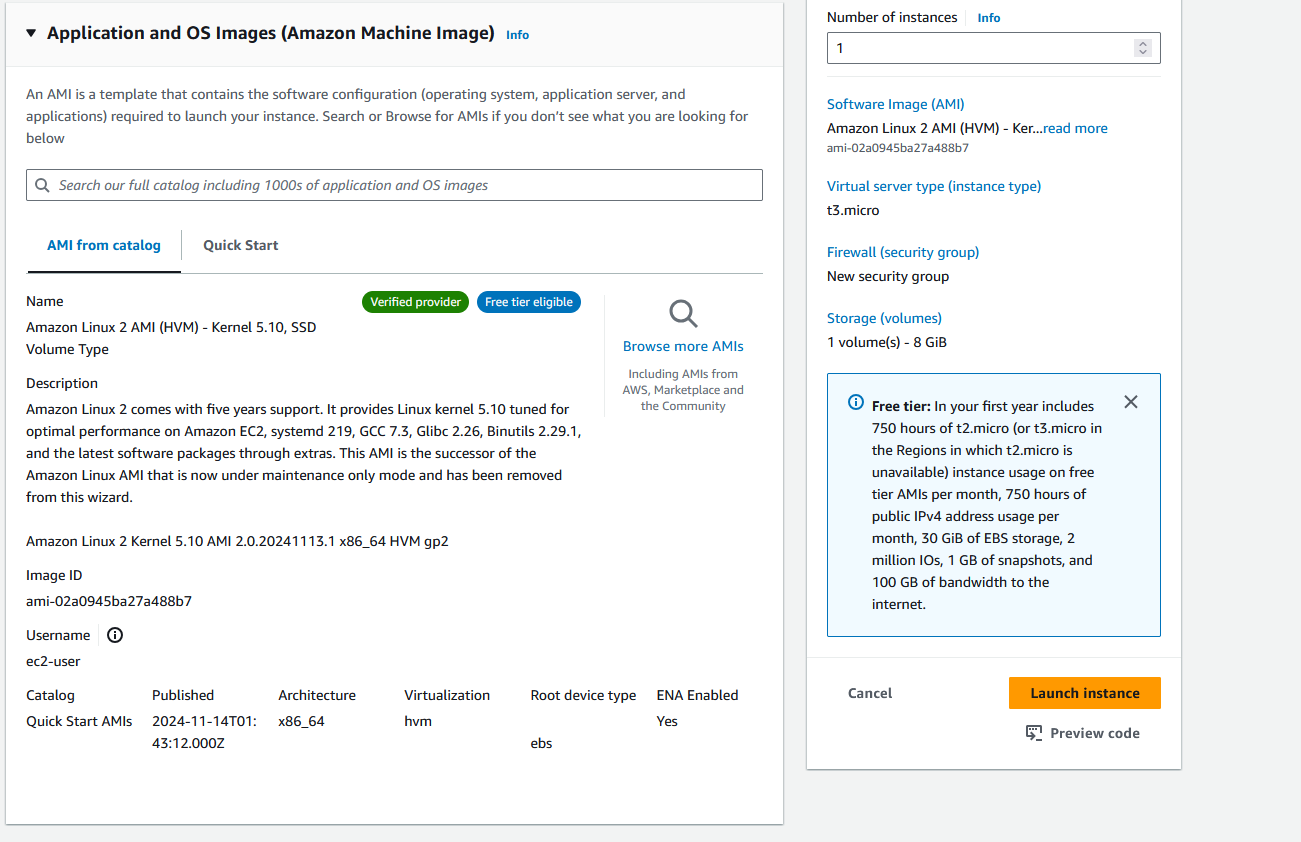 Application and OS Images (Amazon Machine Image) Info
An AMI is a template that contains the software configuration (operating system, application server, and
applications) required to launch your instance. Search or Browse for AMIs if you don’t see what you are looking for
below
Search our full catalog including 1000s of application and OS images
AMI from catalog
Quick Start
Name
Verified provider
Free tier eligible
Amazon Linux 2 AMI (HVM) - Kernel 5.10, SSD
Volume Type
Description
Amazon Linux 2 comes with five years support. It provides Linux kernel 5.10 tuned for
optimal performance on Amazon EC2, systemd 219, GCC 7.3, Glibc 2.26, Binutils 2.29.1,
and the latest software packages through extras. This AMI is the successor of the
Amazon Linux AMI that is now under maintenance only mode and has been removed
from this wizard.
Amazon Linux 2 Kernel 5.10 AMI 2.0.20241113.1 x86_64 HVM gp2
Image ID
ami-02a0945ba27a488b7
Username
ec2-user
Browse more AMIs
Including AMIs from
AWS, Marketplace and
the Community
Catalog
Quick Start AMIs
Published
2024-11-14T01:
43:12.000Z
Architecture
x86_64
Virtualization
hvm
Root device type
ebs
ENA Enabled
Yes
Number of instances Info
1
Software Image (AMI)
Amazon Linux 2 AMI (HVM) - Ker...read more
ami-02a0945ba27a488b7
Virtual server type (instance type)
t3.micro
Firewall (security group)
New security group
Storage (volumes)
1 volume(s) - 8 GiB
Free tier: In your first year includes
750 hours of t2.micro (or t3.micro in
the Regions in which t2.micro is
unavailable) instance usage on free
tier AMIs per month, 750 hours of
public IPv4 address usage per
month, 30 GiB of EBS storage, 2
million IOs, 1 GB of snapshots, and
100 GB of bandwidth to the
internet.
Cancel
Launch instance
Preview code